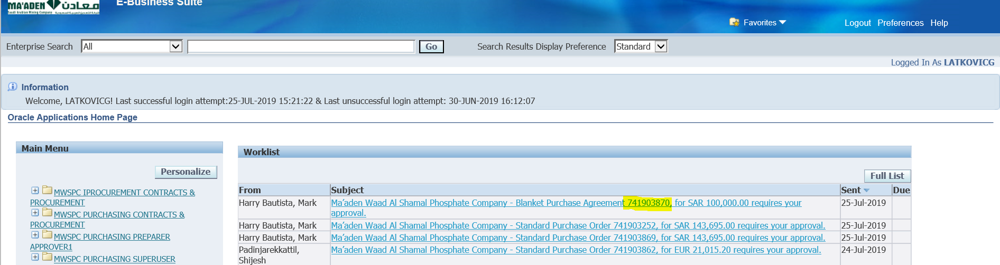 MA'ADEN معادن
Saudi Arabian Mining Company
E-Business Suite
Favorites
Logout Preferences Help
Enterprise Search All Go Search Results Display Preference Standard
Logged In As LATKOVICG
Information
Welcome, LATKOVICG! Last successful login attempt:25-JUL-2019 15:21:22 & Last unsuccessful login attempt: 30-JUN-2019 16:12:07
Oracle Applications Home Page
Main Menu
Personalize
MWSPC IPROCUREMENT CONTRACTS &
PROCUREMENT
MWSPC PURCHASING CONTRACTS &
PROCUREMENT
MWSPC PURCHASING PREPARER
APPROVER1
MWSPC PURCHASING SUPERUSER
Worklist
Full List
From Subject Sent Due
Harry Bautista, Mark Ma’aden Waad Al Shamal Phosphate Company - Blanket Purchase Agreement 741903870, for SAR 100,000.00 requires your 25-Jul-2019
approval.
Harry Bautista, Mark Ma’aden Waad Al Shamal Phosphate Company - Standard Purchase Order 741903252, for SAR 143,695.00 requires your approval. 25-Jul-2019
Harry Bautista, Mark Ma’aden Waad Al Shamal Phosphate Company - Standard Purchase Order 741903869, for SAR 143,695.00 requires your approval. 25-Jul-2019
Padinjarekkattil, Ma’aden Waad Al Shamal Phosphate Company - Standard Purchase Order 741903862, for EUR 21,015.20 requires your approval. 24-Jul-2019
Shijesh